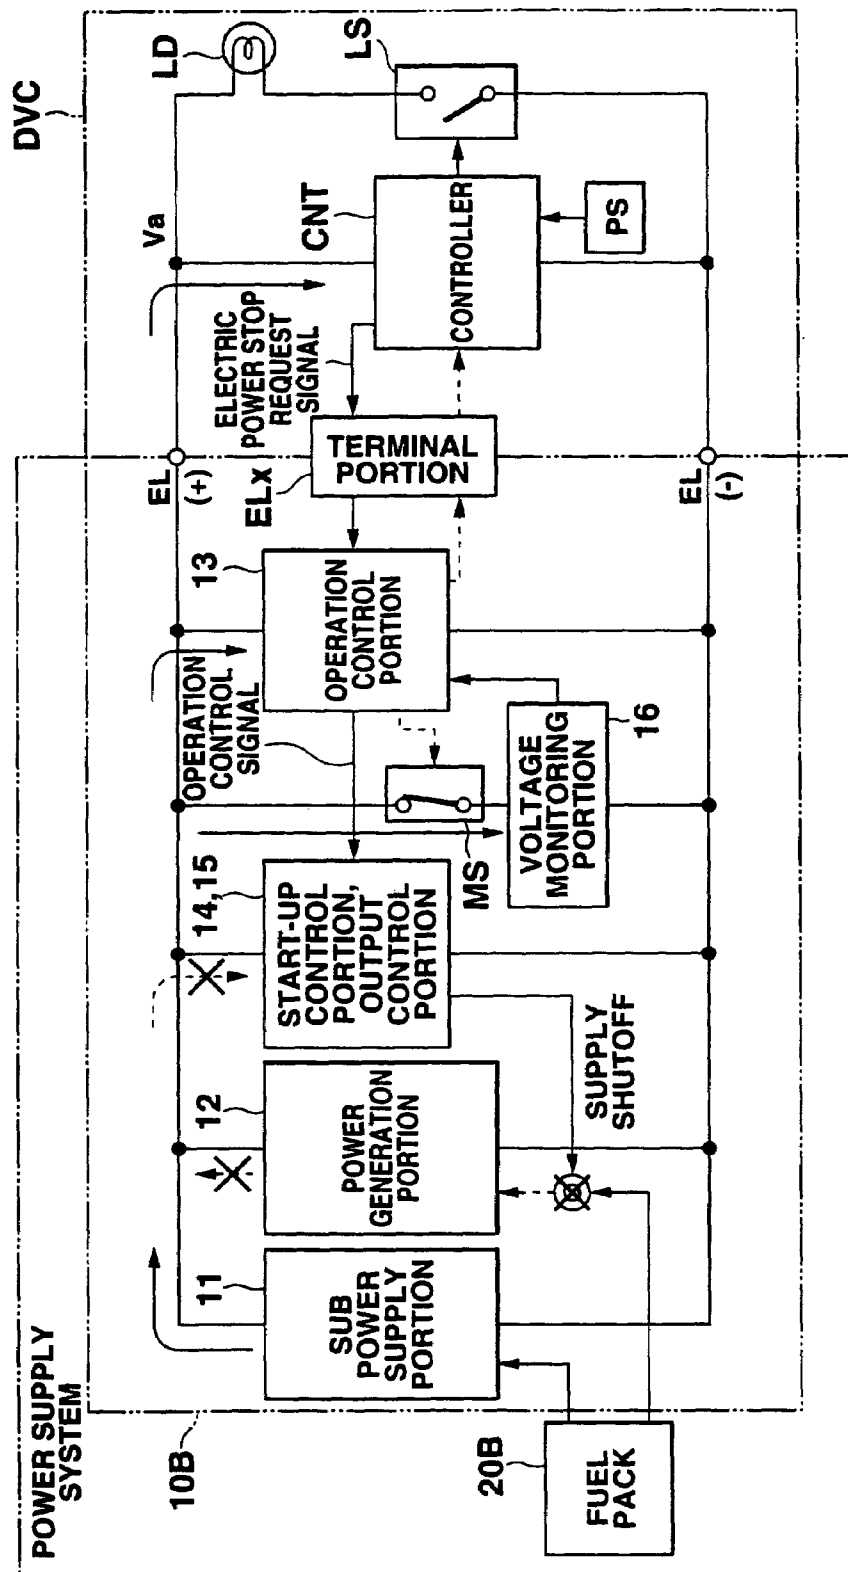 POWER SUPPLY
SYSTEM
DVC
10B
20B
FUEL
PACK
11
SUB
POWER
SUPPLY
PORTION
12
POWER
GENERATION
PORTION
SUPPLY
SHUTOFF
14,15
START-UP
CONTROL
PORTION,
OUTPUT
CONTROL
PORTION
MS
VOLTAGE
MONITORING
PORTION
16
OPERATION
CONTROL
SIGNAL
13
OPERATION
CONTROL
PORTION
EL
(+)
ELx
TERMINAL
PORTION
EL
(-)
ELECTRIC
POWER STOP
REQUEST
SIGNAL
Va
CNT
CONTROLLER
PS
LD
LS